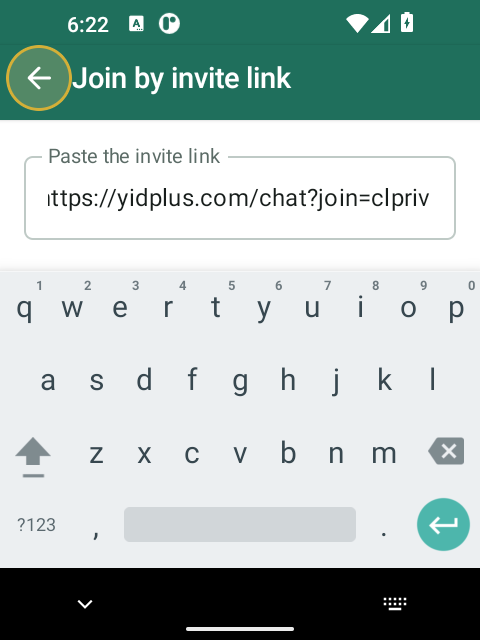 6:22
Join by invite link
Paste the invite link
ttps://yidplus.com/chat?join=clpriv
1 2 3 4 5 6 7 8 9 0
q w e r t y u i o p
a s d f g h j k l
z x c v b n m
?123 , .